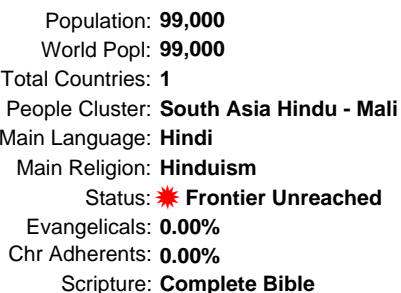 Population: 99,000
World Popl: 99,000
Total Countries: 1
People Cluster: South Asia Hindu - Mali
Main Language: Hindi
Main Religion: Hinduism
Status: Frontier Unreached
Evangelicals: 0.00%
Chr Adherents: 0.00%
Scripture: Complete Bible